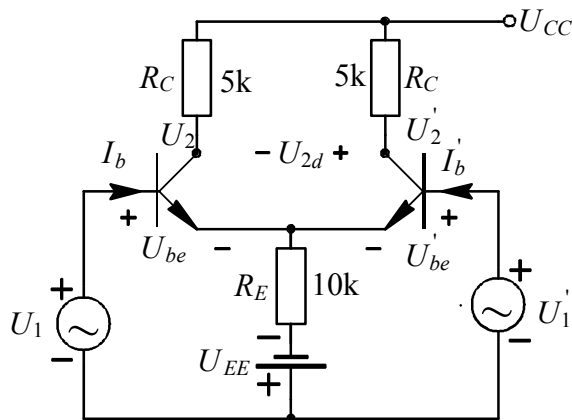 U_CC
R_C 5k 5k R_C
U_2 − U_2d + U_2'
I_b I_b'
+ +
U_be − − U_be'
+ R_E 10k +
U_1 U_1'
− − −
U_EE +